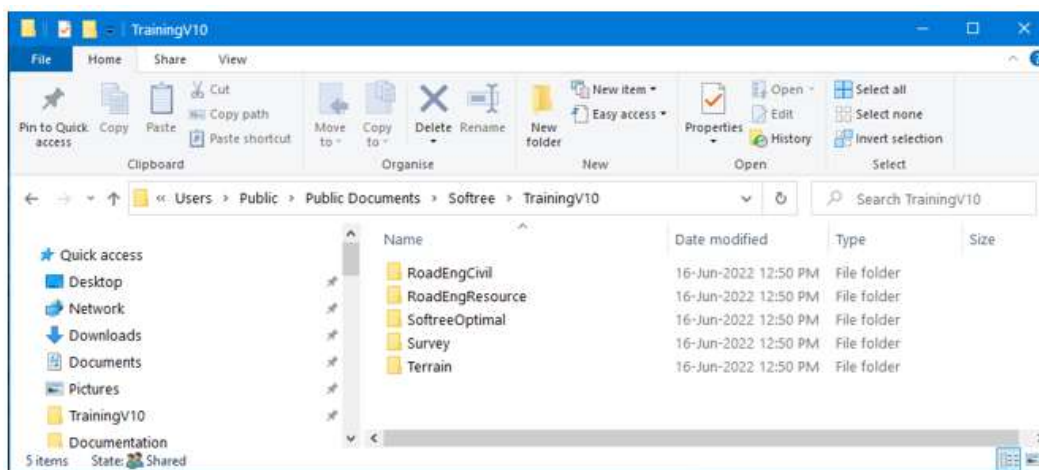 TrainingV10
File Home Share View
Pin to Quick access
Copy
Paste
Cut
Copy path
Paste shortcut
Clipboard
Move to
Copy to
Delete
Rename
Organise
New folder
New item
Easy access
New
Properties
Open
Edit
History
Open
Select all
Select none
Invert selection
Select
« Users > Public > Public Documents > Softree > TrainingV10
Search TrainingV10
Quick access
Desktop
Network
Downloads
Documents
Pictures
TrainingV10
Documentation
Name Date modified Type Size
RoadEngCivil 16-Jun-2022 12:50 PM File folder
RoadEngResource 16-Jun-2022 12:50 PM File folder
SoftreeOptimal 16-Jun-2022 12:50 PM File folder
Survey 16-Jun-2022 12:50 PM File folder
Terrain 16-Jun-2022 12:50 PM File folder
5 items State: Shared